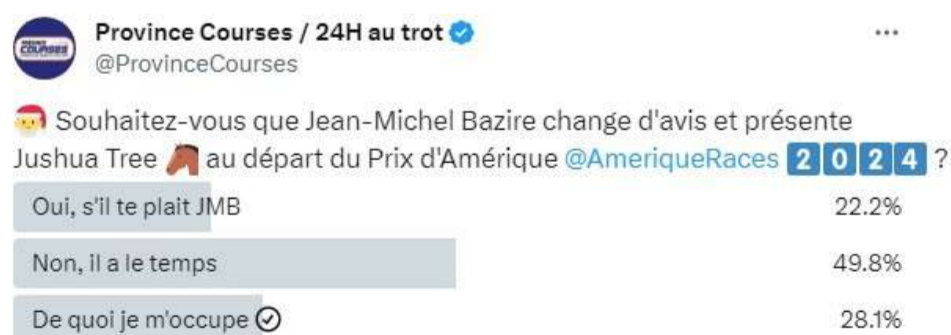 Province Courses / 24H au trot
...
@ProvinceCourses
PROVINCE
COURSES
🎅 Souhaitez-vous que Jean-Michel Bazire change d'avis et présente
Jushua Tree 🐴 au départ du Prix d'Amérique @AmeriqueRaces 2024 ?
Oui, s'il te plait JMB 22.2%
Non, il a le temps 49.8%
De quoi je m'occupe 28.1%